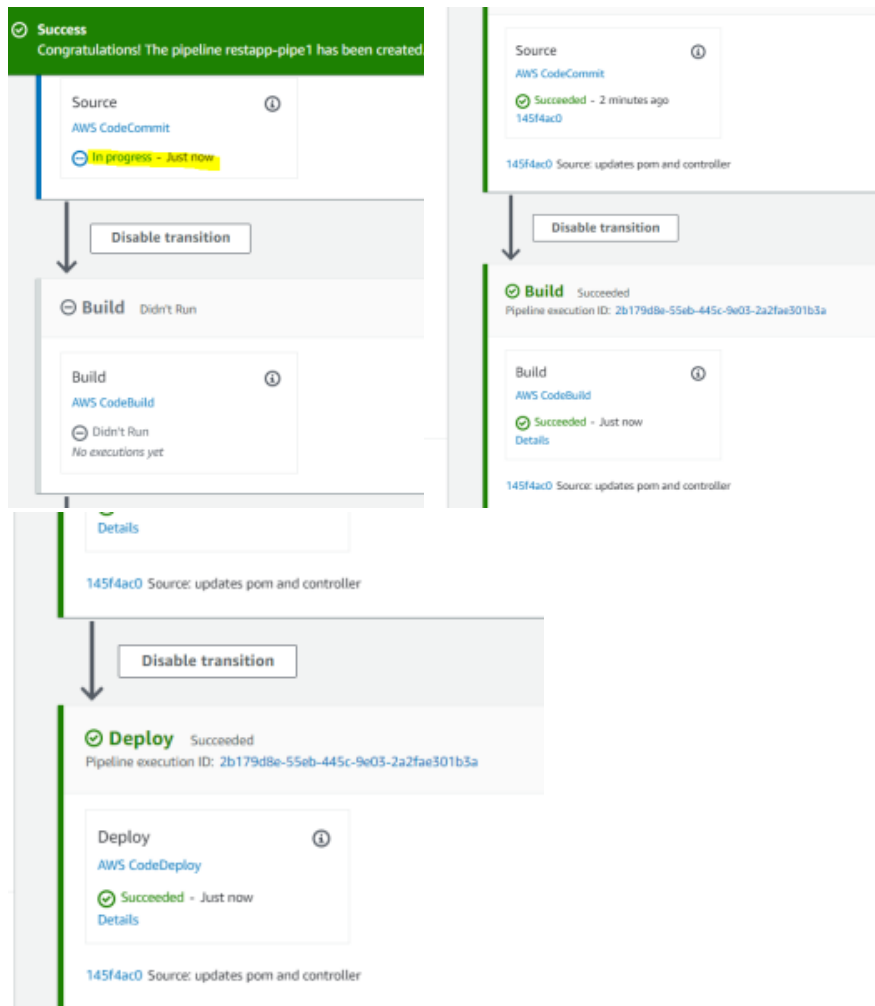 Success
Congratulations! The pipeline restapp-pipe1 has been created.
Source
AWS CodeCommit
In progress - Just now
Disable transition
Build Didn't Run
Build
AWS CodeBuild
Didn't Run
No executions yet
Source
AWS CodeCommit
Succeeded - 2 minutes ago
145f4ac0
145f4ac0 Source: updates pom and controller
Disable transition
Build Succeeded
Pipeline execution ID: 2b179d8e-55eb-445c-9e03-2a2fae301b3a
Build
AWS CodeBuild
Succeeded - Just now
Details
145f4ac0 Source: updates pom and controller
Details
145f4ac0 Source: updates pom and controller
Disable transition
Deploy Succeeded
Pipeline execution ID: 2b179d8e-55eb-445c-9e03-2a2fae301b3a
Deploy
AWS CodeDeploy
Succeeded - Just now
Details
145f4ac0 Source: updates pom and controller